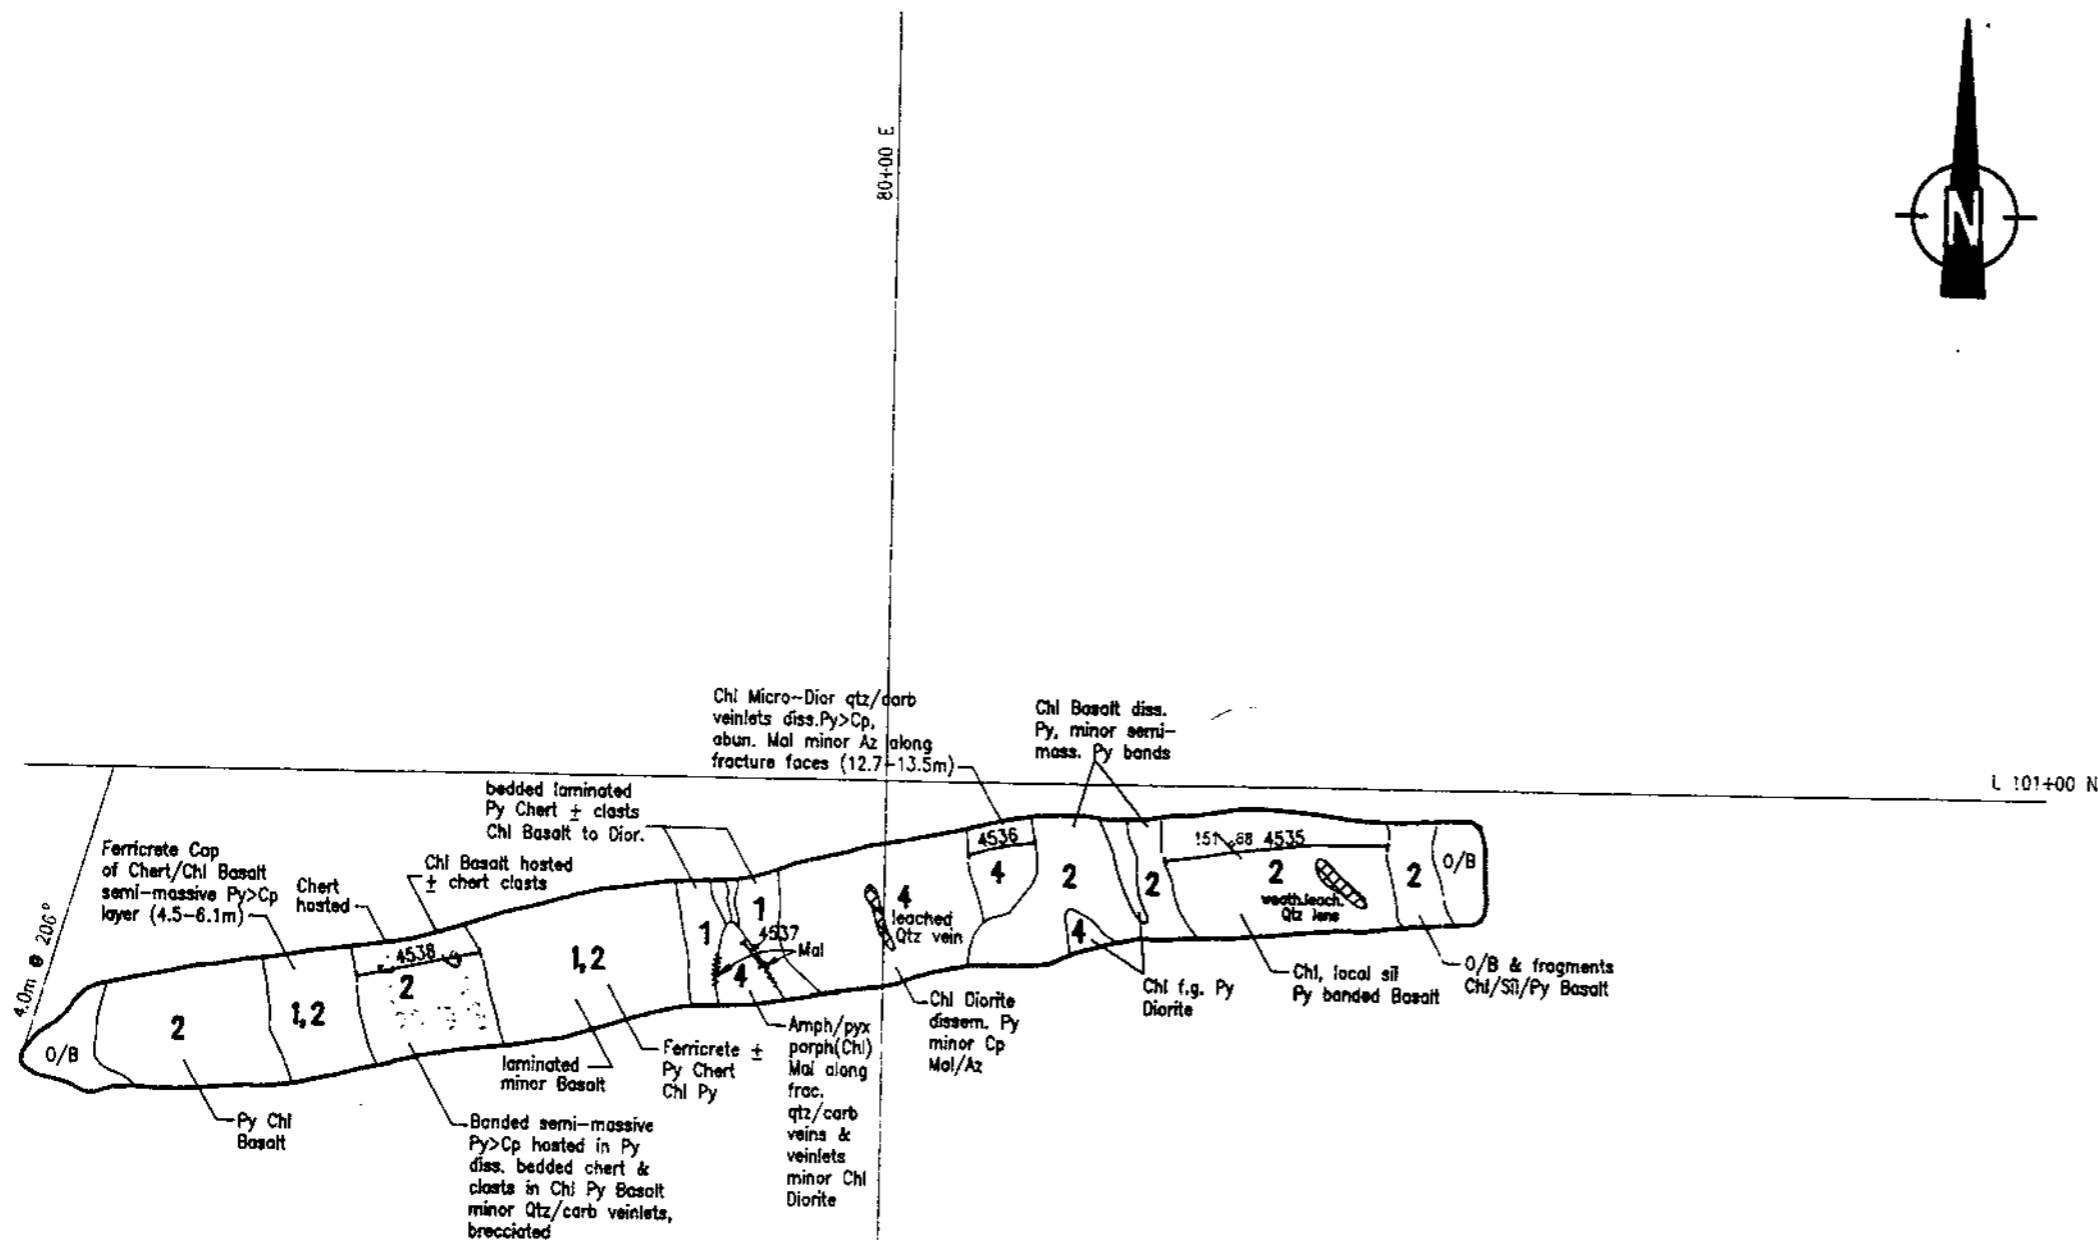 80+00 E
N
L 101+00 N
4.0m @ 206°
Chl Micro-Dior qtz/carb
veinlets diss.Py>Cp,
abun. Mal minor Az along
fracture faces (12.7-13.5m)
Chl Basalt diss.
Py, minor semi-
mass. Py bands
bedded laminated
Py Chert ± clasts
Chl Basalt to Dior.
Ferricrete Cap
of Chert/Chl Basalt
semi-massive Py>Cp
layer (4.5-6.1m)
Chert
hosted
Chl Basalt hosted
± chert clasts
O/B
2
1,2
4538
2
1,2
1
1
4537
Mal
4
4
leached
Qtz vein
4536
4
2
4
2
151 68 4535
2
weath.leach.
Qtz lens
2
O/B
Py Chl
Basalt
Banded semi-massive
Py>Cp hosted in Py
diss. bedded chert &
clasts in Chl Py Basalt
minor Qtz/carb veinlets,
brecciated
laminated
minor Basalt
Ferricrete ±
Py Chert
Chl Py
Amph/pyx
porph(Chl)
Mal along
frac.
qtz/carb
veins &
veinlets
minor Chl
Diorite
Chl Diorite
dissem. Py
minor Cp
Mal/Az
Chl f.g. Py
Diorite
Chl, local sil
Py banded Basalt
O/B & fragments
Chl/Sil/Py Basalt